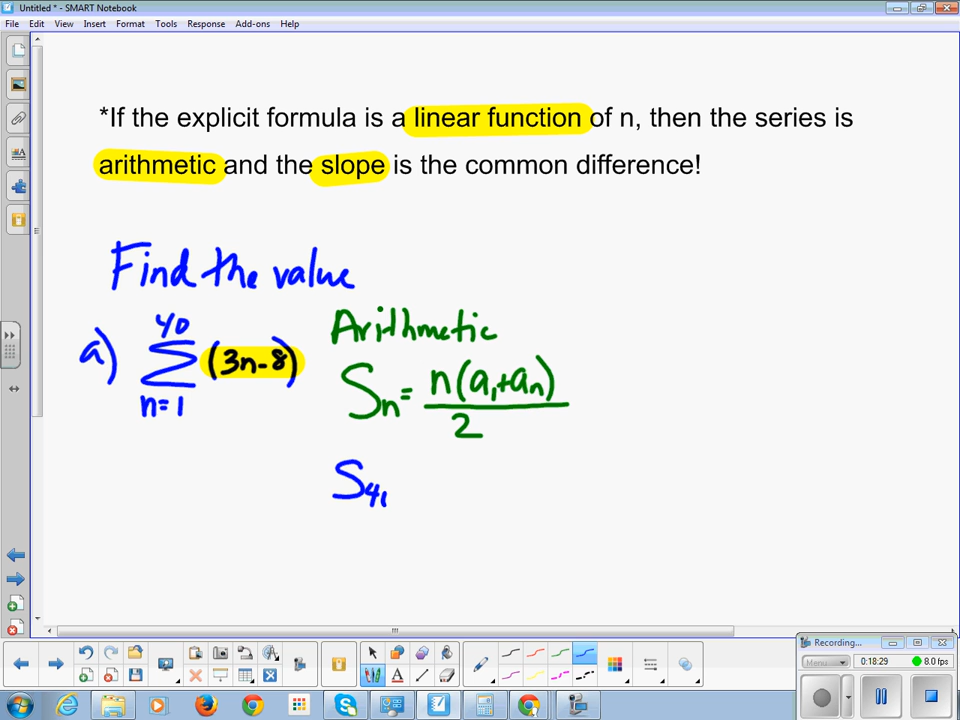 Untitled * - SMART Notebook
File Edit View Insert Format Tools Response Add-ons Help
*If the explicit formula is a linear function of n, then the series is
arithmetic and the slope is the common difference!
Find the value
a) 40 Σ n=1 (3n-8)
Arithmetic
Sn = n(a1+an) / 2
S4
Recording...
Menu
0:18:29
8.0 fps